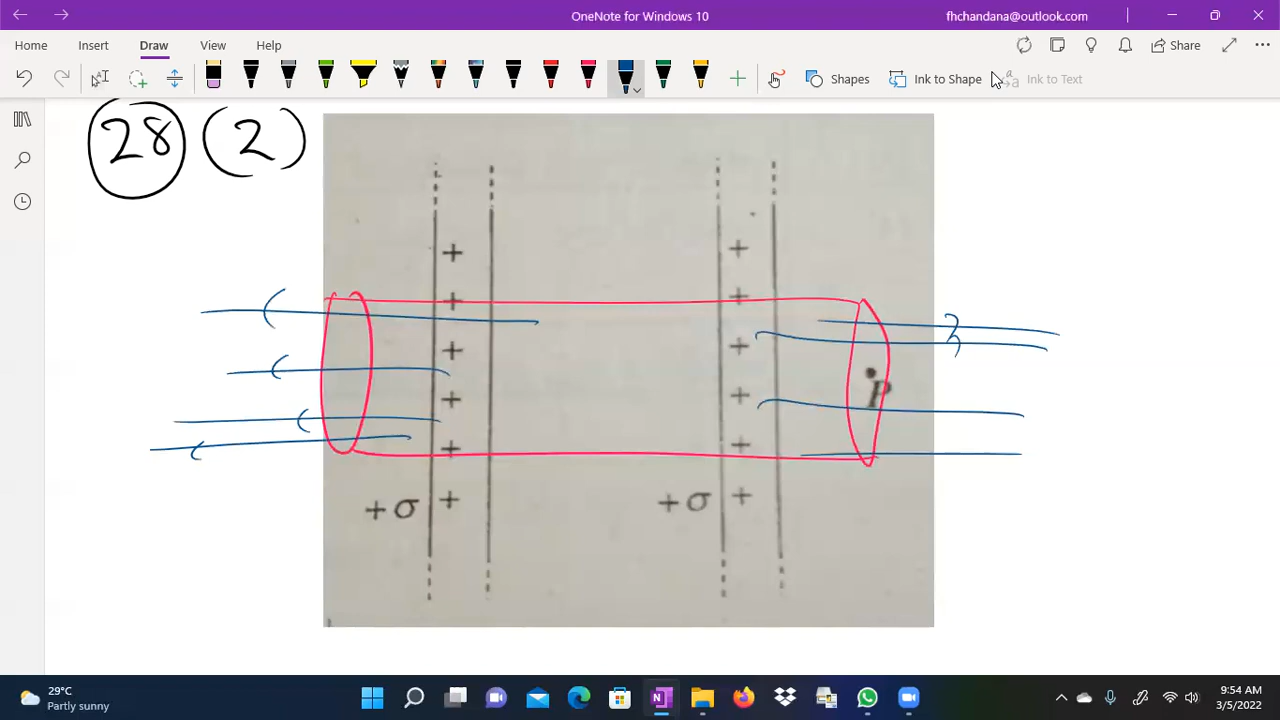 OneNote for Windows 10
fhchandana@outlook.com
Home Insert Draw View Help
Share
Shapes
Ink to Shape
Ink to Text
28 (2)
+ +
+ +
+ +
+ +
P
+ +
+σ + +σ +
29°C
Partly sunny
9:54 AM
3/5/2022